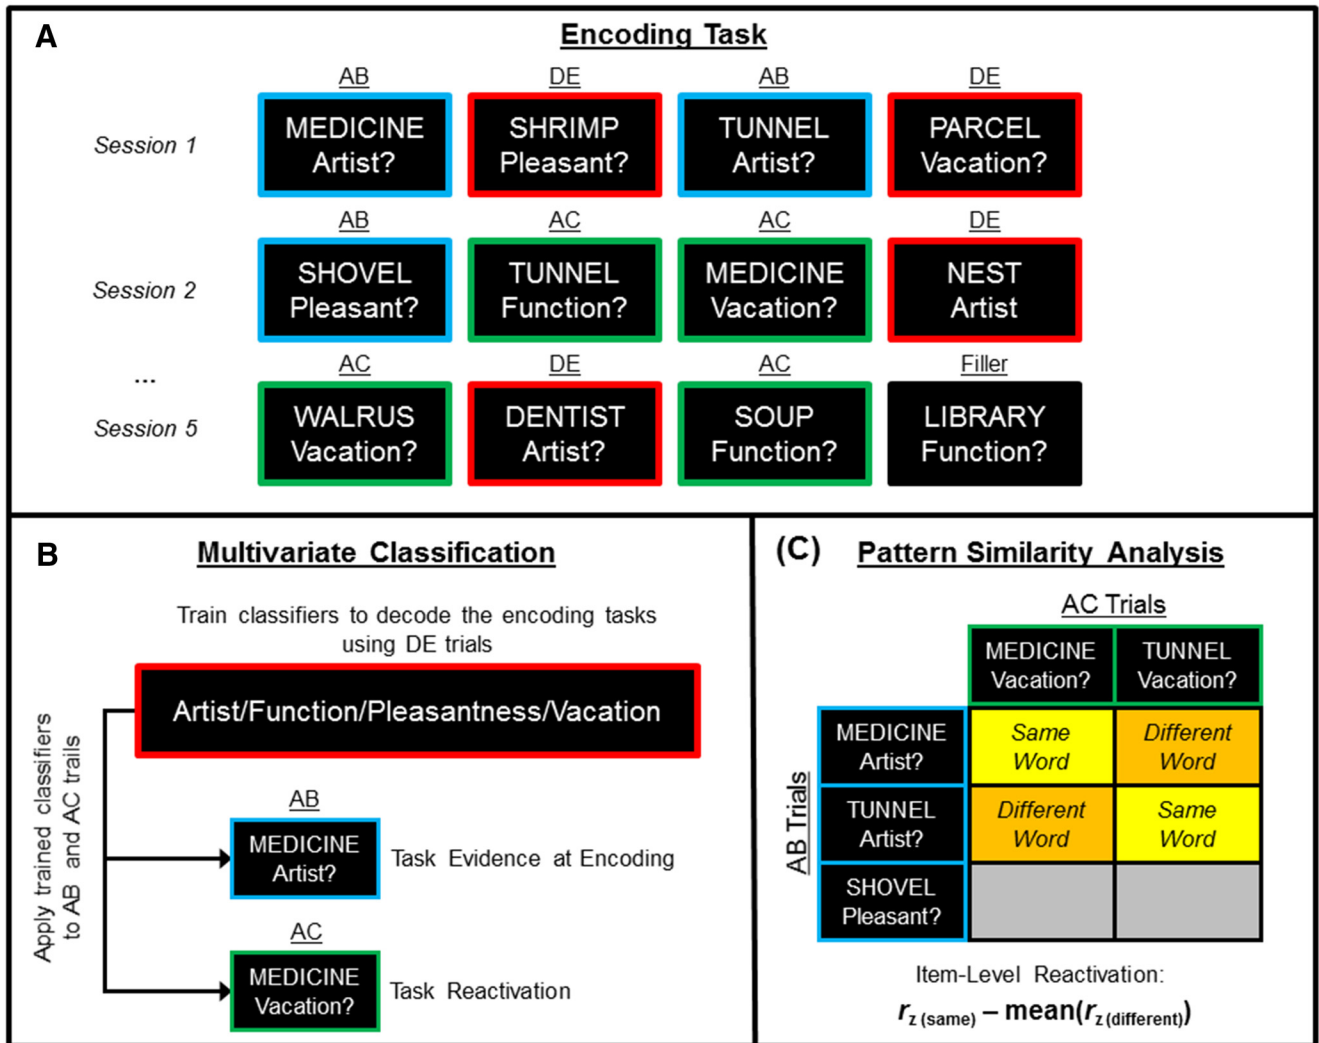 A
Encoding Task
AB
DE
AB
DE
Session 1
MEDICINE
Artist?
SHRIMP
Pleasant?
TUNNEL
Artist?
PARCEL
Vacation?
AB
AC
AC
DE
Session 2
SHOVEL
Pleasant?
TUNNEL
Function?
MEDICINE
Vacation?
NEST
Artist
...
AC
DE
AC
Filler
Session 5
WALRUS
Vacation?
DENTIST
Artist?
SOUP
Function?
LIBRARY
Function?
B
Multivariate Classification
Train classifiers to decode the encoding tasks
using DE trials
Artist/Function/Pleasantness/Vacation
Apply trained classifiers
to AB and AC trails
AB
MEDICINE
Artist?
Task Evidence at Encoding
AC
MEDICINE
Vacation?
Task Reactivation
(C)
Pattern Similarity Analysis
AC Trials
MEDICINE
Vacation?
TUNNEL
Vacation?
AB Trials
MEDICINE
Artist?
Same
Word
Different
Word
TUNNEL
Artist?
Different
Word
Same
Word
SHOVEL
Pleasant?
Item-Level Reactivation:
r z (same) – mean(r z (different))